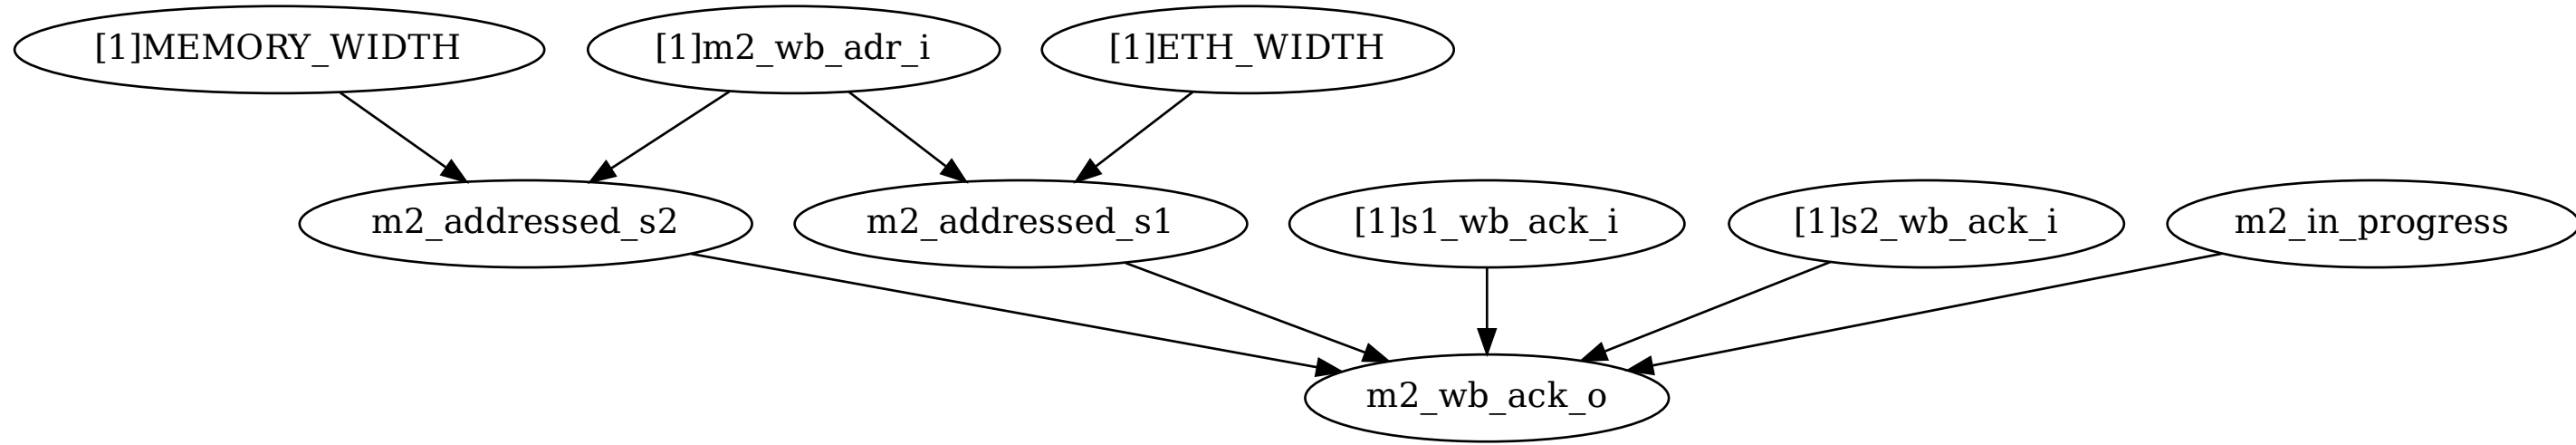 [1]MEMORY_WIDTH
[1]m2_wb_adr_i
[1]ETH_WIDTH
m2_addressed_s2
m2_addressed_s1
[1]s1_wb_ack_i
[1]s2_wb_ack_i
m2_in_progress
m2_wb_ack_o